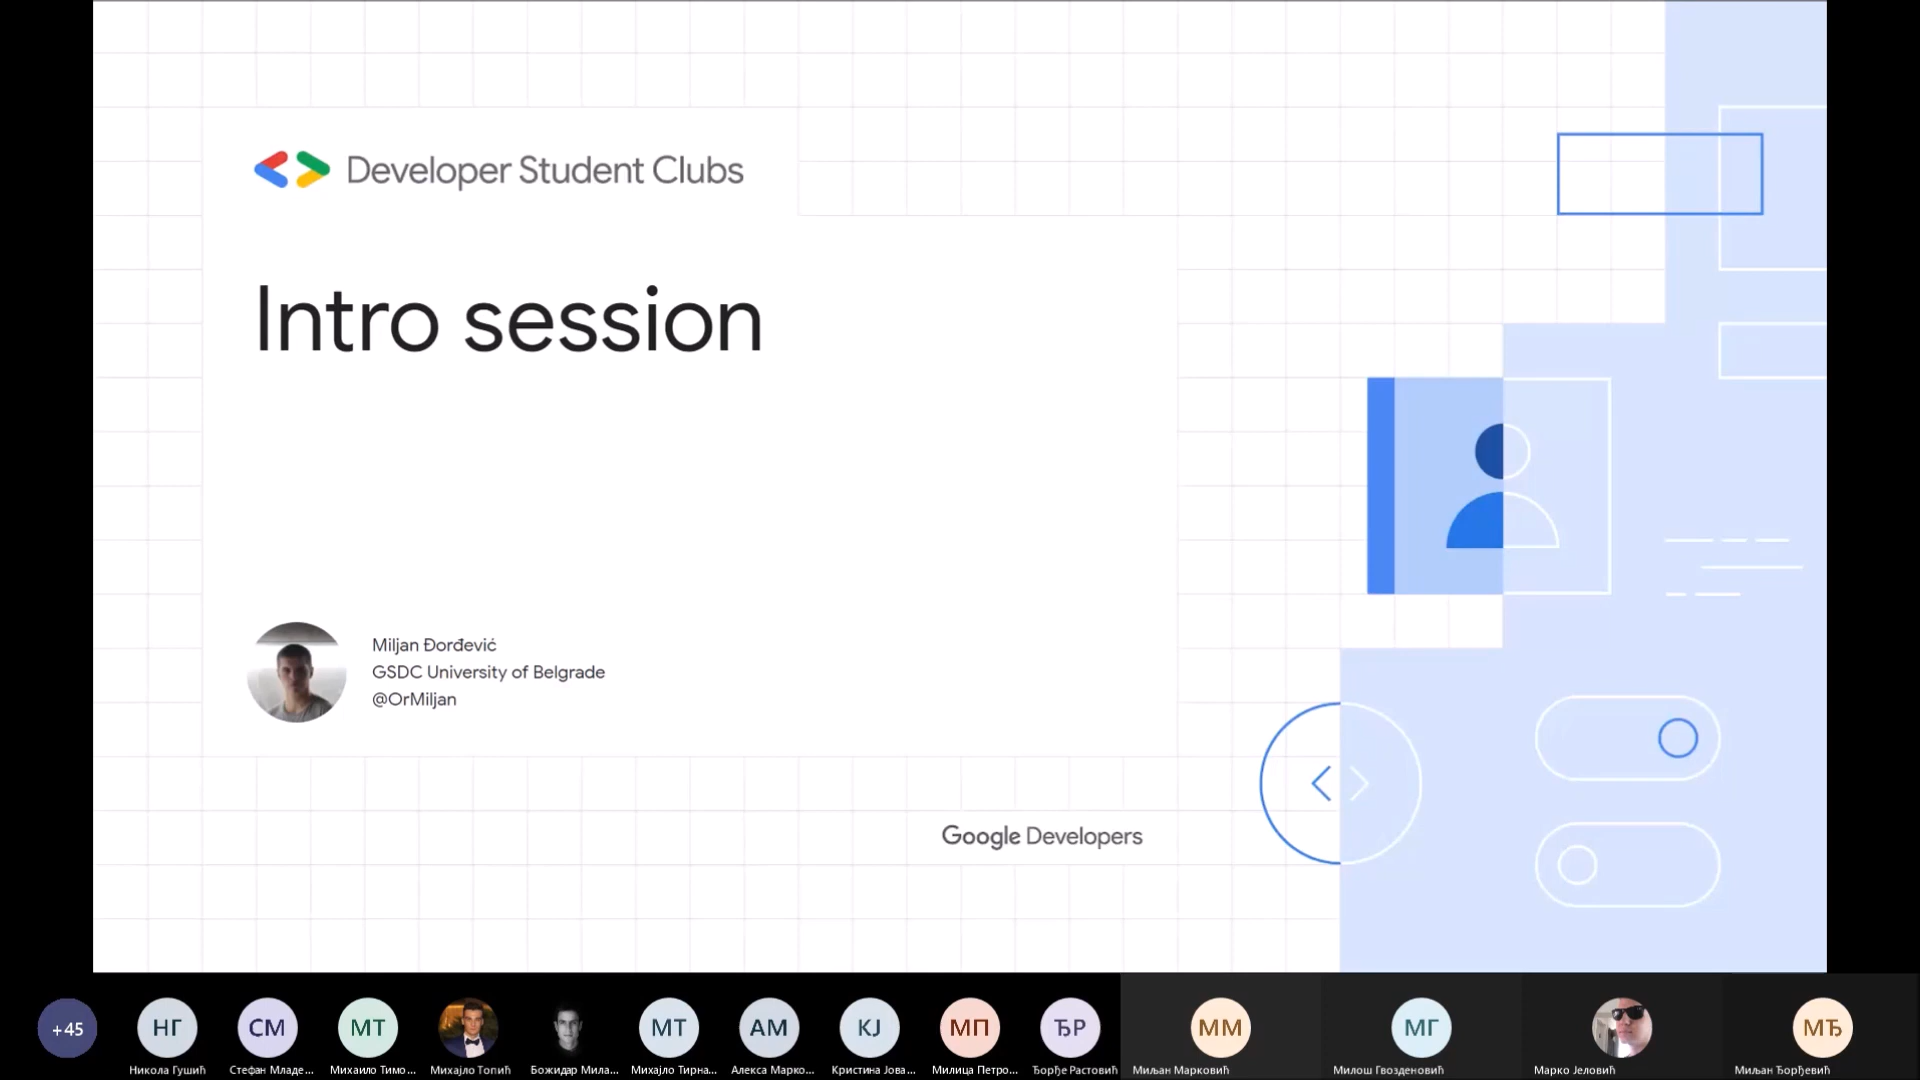 Developer Student Clubs
Intro session
Miljan Đorđević
GSDC University of Belgrade
@OrMiljan
Google Developers
+45
НГ
СМ
МТ
МТ
АМ
КЈ
МП
ЂР
ММ
МГ
МЂ
Никола Гушић
Стефан Младе...
Михаило Тимо...
Михајло Топић
Божидар Мила...
Михајло Тирна...
Алекса Марко...
Кристина Јова...
Милица Петро...
Ђорђе Растовић
Миљан Марковић
Милош Гвозденовић
Марко Јеловић
Миљан Ђорђевић